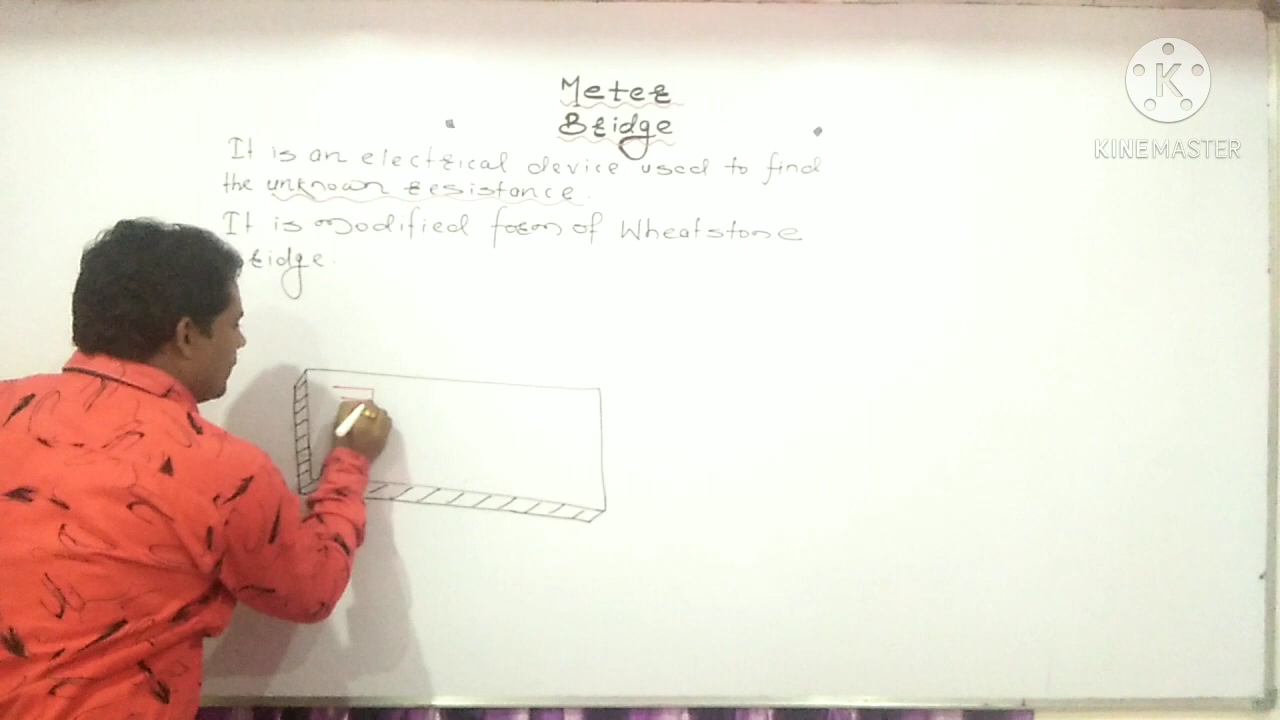 Meter
Bridge
It is an electrical device used to find
the unknown resistance.
It is modified form of Wheatstone
ridge.
K
KINEMASTER